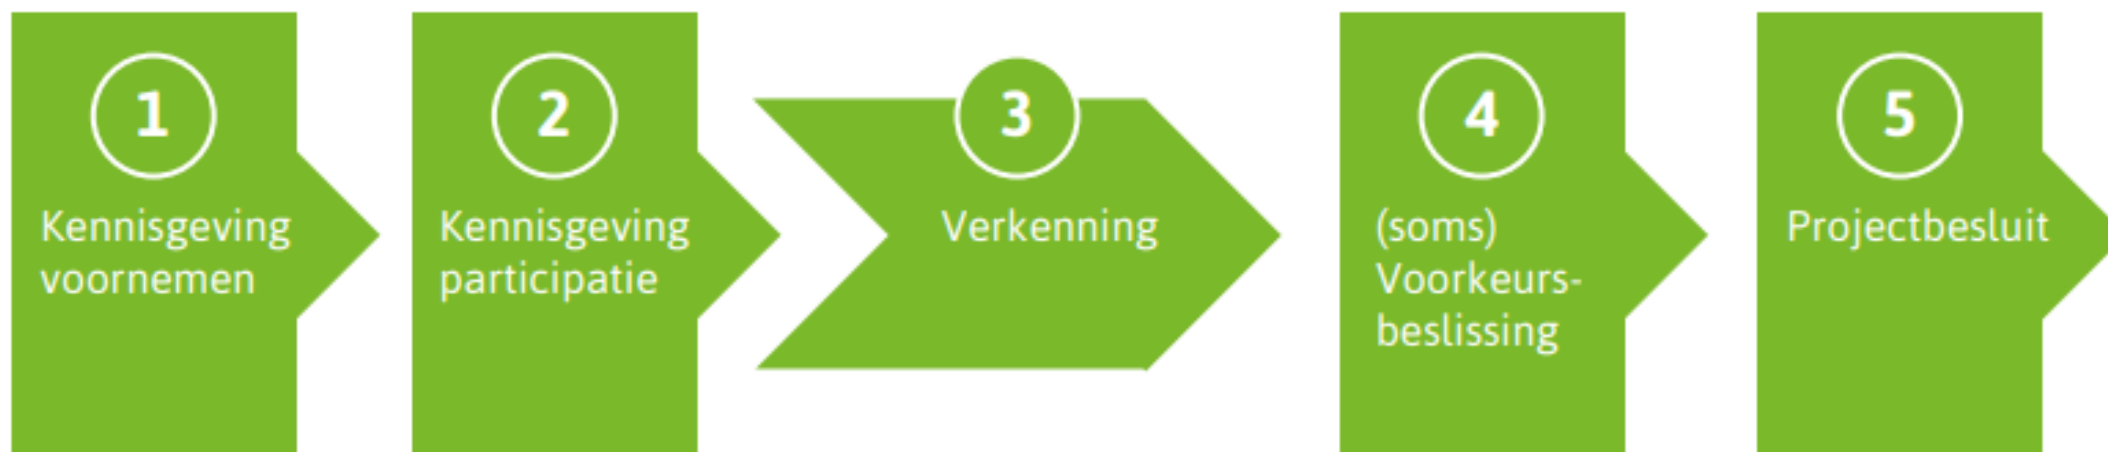 1
Kennisgeving
voornemen
2
Kennisgeving
participatie
3
Verkenning
4
(soms)
Voorkeurs-
beslissing
5
Projectbesluit